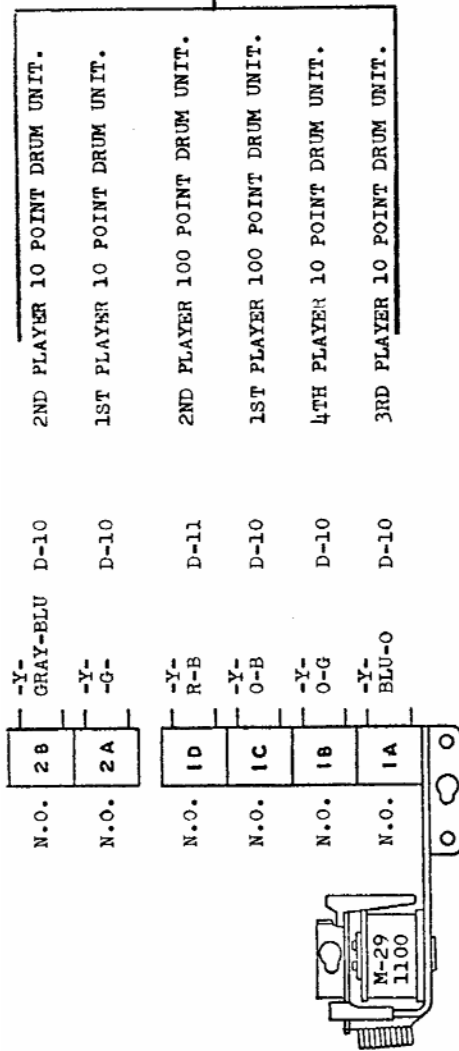 N.O. 2B -Y- GRAY-BLU D-10 2ND PLAYER 10 POINT DRUM UNIT.
N.O. 2A -Y- -G- D-10 1ST PLAYER 10 POINT DRUM UNIT.
N.O. 1D -Y- R-B D-11 2ND PLAYER 100 POINT DRUM UNIT.
N.O. 1C -Y- O-B D-10 1ST PLAYER 100 POINT DRUM UNIT.
N.O. 1B -Y- O-G D-10 4TH PLAYER 10 POINT DRUM UNIT.
N.O. 1A -Y- BLU-O D-10 3RD PLAYER 10 POINT DRUM UNIT.
M-29
1100